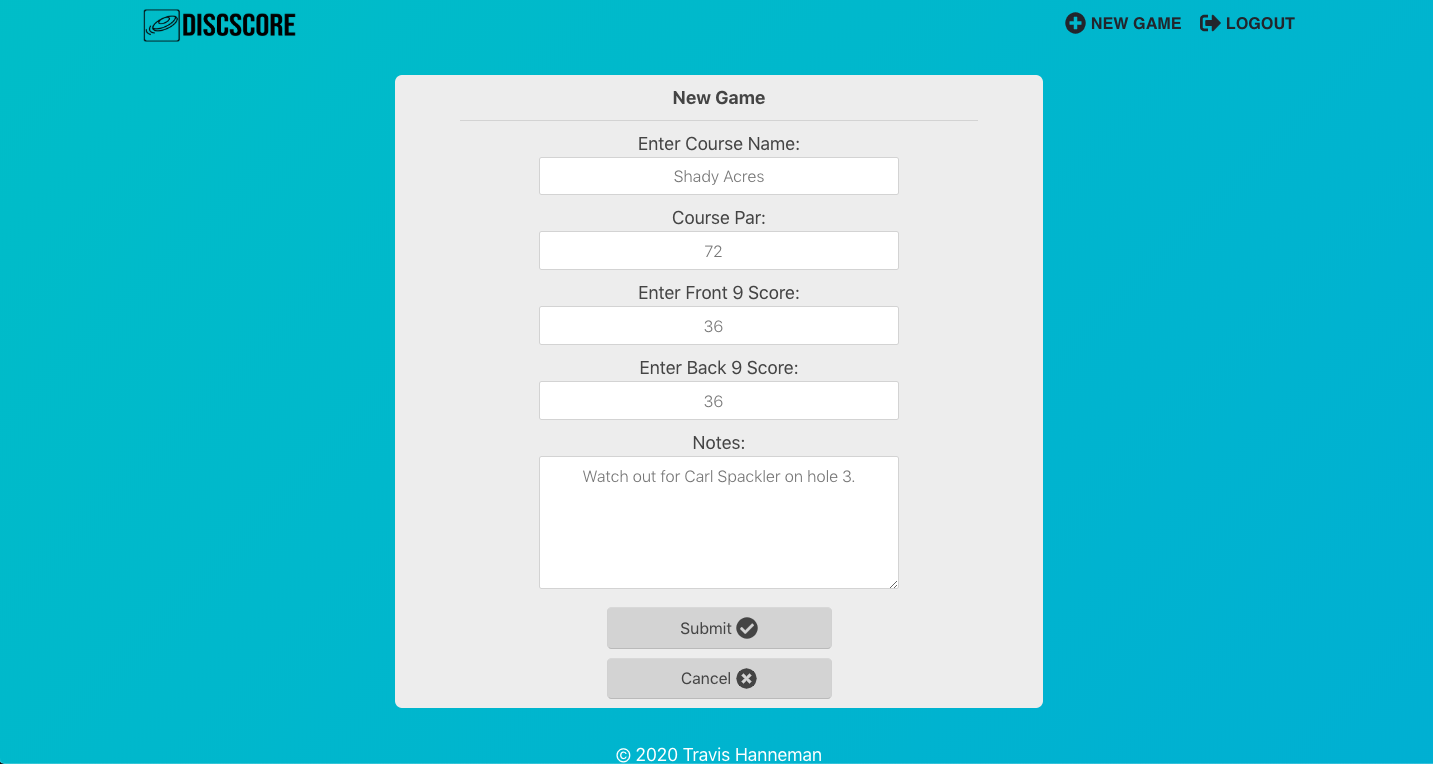 DISCSCORE
NEW GAME
LOGOUT
New Game
Enter Course Name:
Shady Acres
Course Par:
72
Enter Front 9 Score:
36
Enter Back 9 Score:
36
Notes:
Watch out for Carl Spackler on hole 3.
Submit
Cancel
© 2020 Travis Hanneman